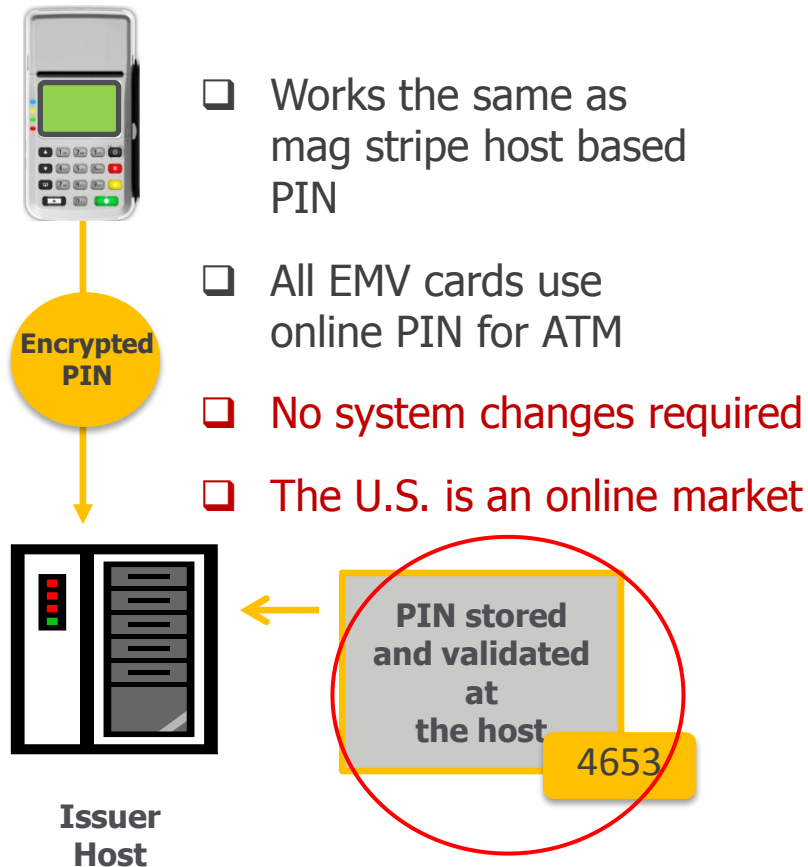 Works the same as
mag stripe host based
PIN
All EMV cards use
online PIN for ATM
Encrypted
PIN
No system changes required
The U.S. is an online market
PIN stored
and validated
at
the host
4653
Issuer
Host